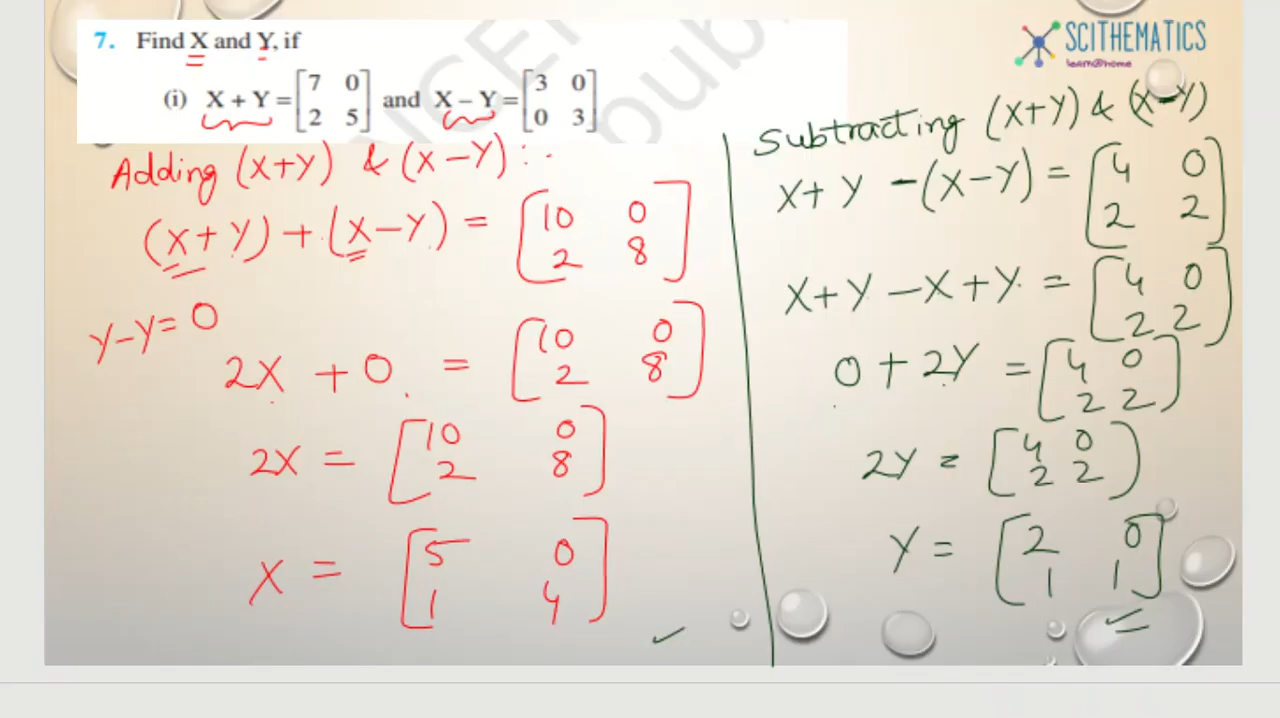 7. Find X and Y, if
(i) X + Y = [7 0] and X – Y = [3 0]
[2 5] [0 3]
SCITHEMATICS
learn@home
Adding (X+Y) & (X-Y) :-
(X+Y) + (X-Y) = [10 0]
[2 8]
Y-Y=0
2X + 0 = [10 0]
[2 8]
2X = [10 0]
[2 8]
X = [5 0]
[1 4]
Subtracting (X+Y) & (X-Y)
X+Y -(X-Y) = [4 0]
[2 2]
X+Y -X+Y = [4 0]
[2 2]
0 + 2Y = [4 0]
[2 2]
2Y = [4 0]
[2 2]
Y = [2 0]
[1 1]